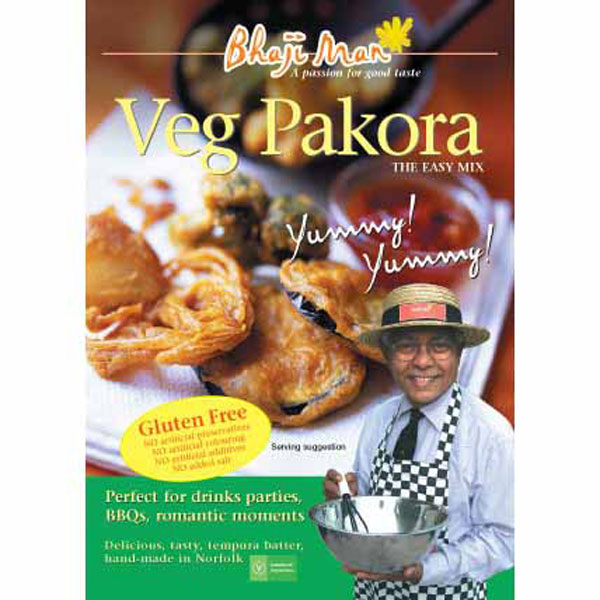 Bhaji Man
A passion for good taste
Veg Pakora
THE EASY MIX
Yummy!
Yummy!
Gluten Free
NO artificial preservatives
NO artificial colouring
NO artificial additives
NO added salt
Serving suggestion
Perfect for drinks parties,
BBQs, romantic moments
Delicious, tasty, tempura batter,
hand-made in Norfolk